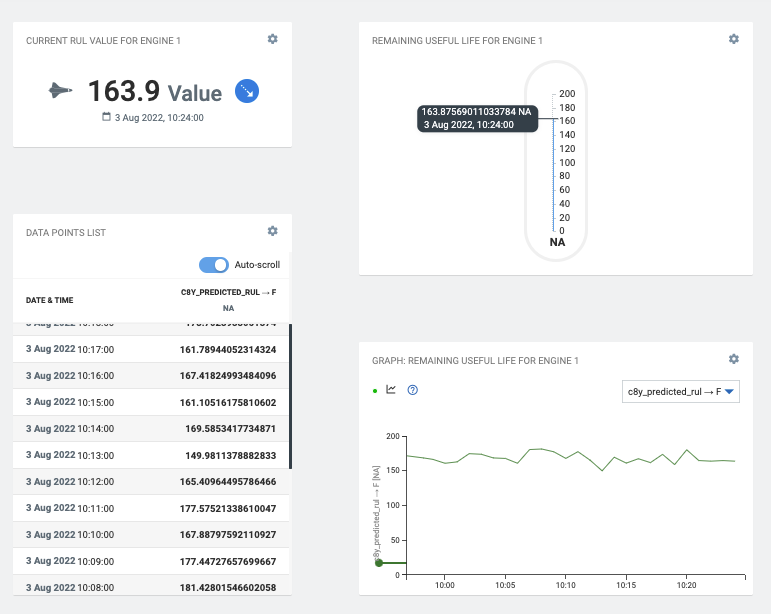 CURRENT RUL VALUE FOR ENGINE 1
163.9 Value
3 Aug 2022, 10:24:00
REMAINING USEFUL LIFE FOR ENGINE 1
200
180
160
140
120
100
80
60
40
20
0
NA
163.87569011033784 NA
3 Aug 2022, 10:24:00
DATA POINTS LIST
Auto-scroll
DATE & TIME
C8Y_PREDICTED_RUL → F
NA
3 Aug 2022 10:17:00 161.78944052314324
3 Aug 2022 10:16:00 167.41824993484096
3 Aug 2022 10:15:00 161.10516175810602
3 Aug 2022 10:14:00 169.5853417734871
3 Aug 2022 10:13:00 149.9811378882833
3 Aug 2022 10:12:00 165.40964495786466
3 Aug 2022 10:11:00 177.57521338610047
3 Aug 2022 10:10:00 167.88797592110927
3 Aug 2022 10:09:00 177.44727657699667
3 Aug 2022 10:08:00 181.42801546602058
GRAPH: REMAINING USEFUL LIFE FOR ENGINE 1
c8y_predicted_rul → F
c8y_predicted_rul → F [NA]
200
150
100
50
0
10:00
10:05
10:10
10:15
10:20